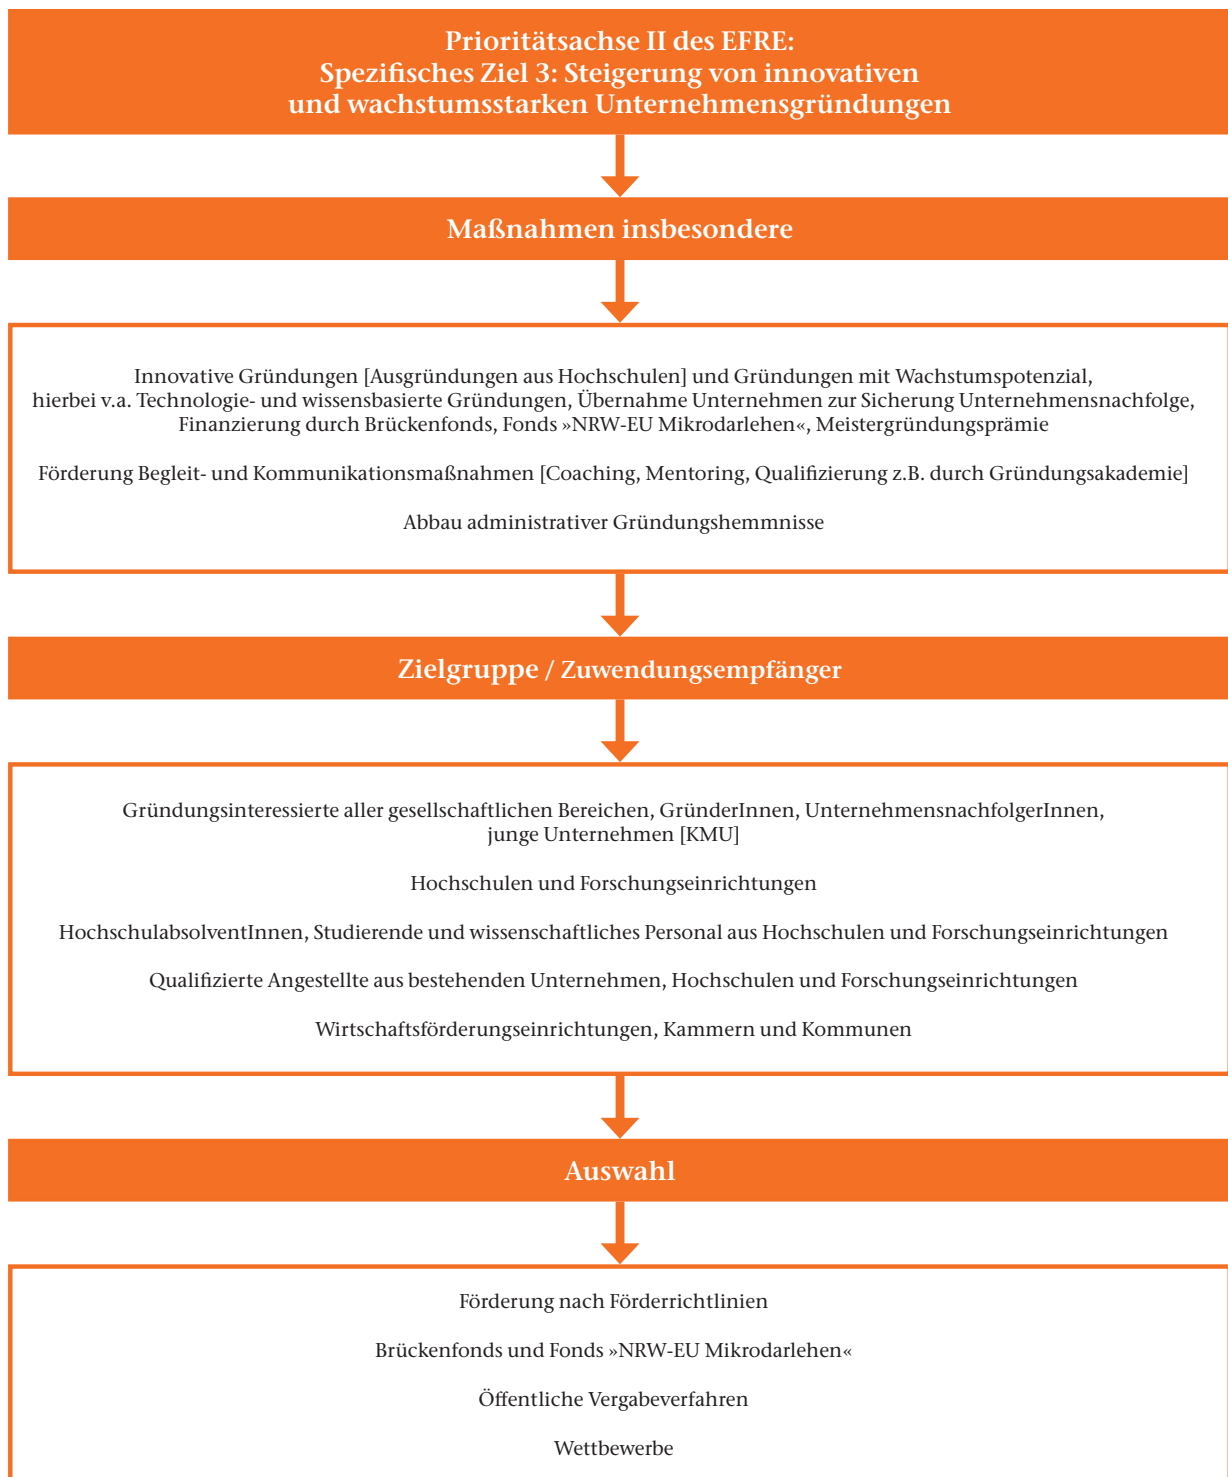 Prioritätsachse II des EFRE:
Spezifisches Ziel 3: Steigerung von innovativen
und wachstumsstarken Unternehmensgründungen
Maßnahmen insbesondere
Innovative Gründungen [Ausgründungen aus Hochschulen] und Gründungen mit Wachstumspotenzial,
hierbei v.a. Technologie- und wissensbasierte Gründungen, Übernahme Unternehmen zur Sicherung Unternehmensnachfolge,
Finanzierung durch Brückenfonds, Fonds »NRW-EU Mikrodarlehen«, Meistergründungsprämie
Förderung Begleit- und Kommunikationsmaßnahmen [Coaching, Mentoring, Qualifizierung z.B. durch Gründungsakademie]
Abbau administrativer Gründungshemmnisse
Zielgruppe / Zuwendungsempfänger
Gründungsinteressierte aller gesellschaftlichen Bereichen, GründerInnen, UnternehmensnachfolgerInnen,
junge Unternehmen [KMU]
Hochschulen und Forschungseinrichtungen
HochschulabsolventInnen, Studierende und wissenschaftliches Personal aus Hochschulen und Forschungseinrichtungen
Qualifizierte Angestellte aus bestehenden Unternehmen, Hochschulen und Forschungseinrichtungen
Wirtschaftsförderungseinrichtungen, Kammern und Kommunen
Auswahl
Förderung nach Förderrichtlinien
Brückenfonds und Fonds »NRW-EU Mikrodarlehen«
Öffentliche Vergabeverfahren
Wettbewerbe